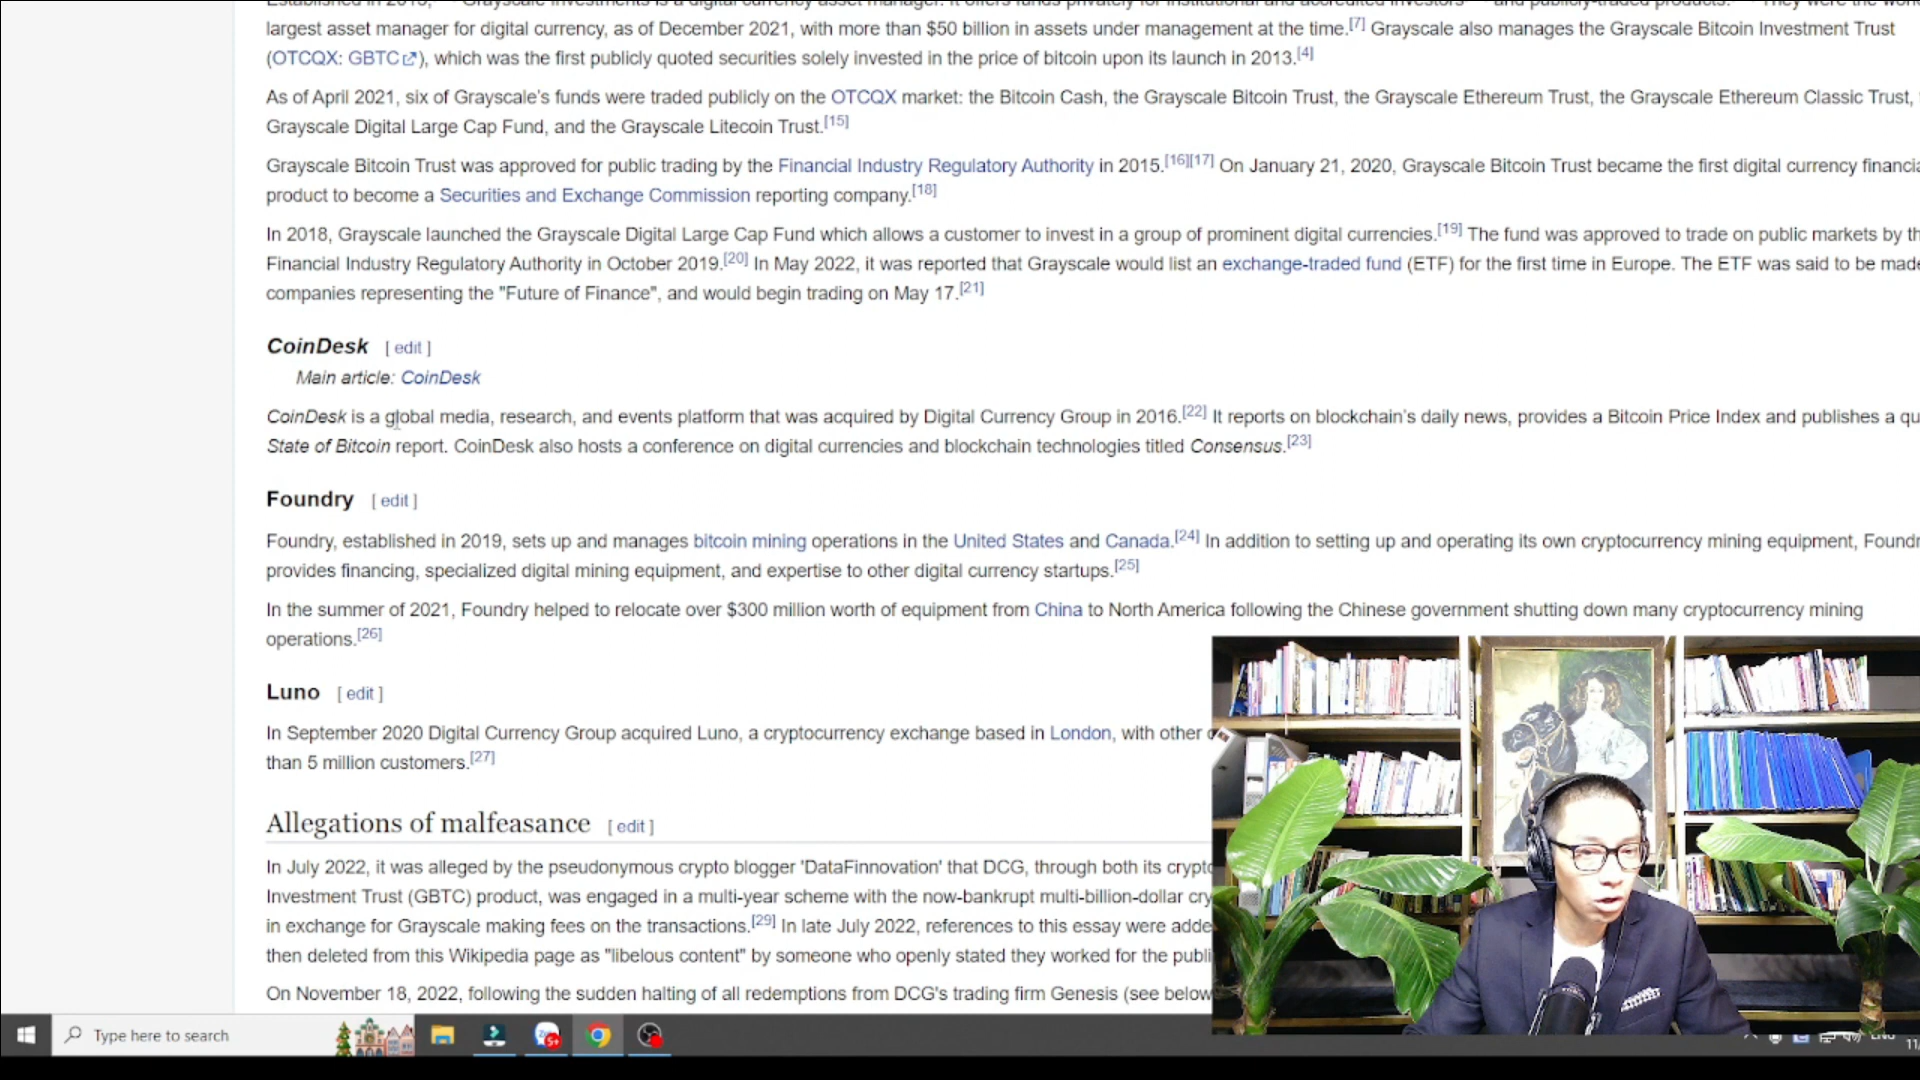 largest asset manager for digital currency, as of December 2021, with more than $50 billion in assets under management at the time.[7] Grayscale also manages the Grayscale Bitcoin Investment Trust
(OTCQX: GBTC), which was the first publicly quoted securities solely invested in the price of bitcoin upon its launch in 2013.[4]
As of April 2021, six of Grayscale's funds were traded publicly on the OTCQX market: the Bitcoin Cash, the Grayscale Bitcoin Trust, the Grayscale Ethereum Trust, the Grayscale Ethereum Classic Trust,
Grayscale Digital Large Cap Fund, and the Grayscale Litecoin Trust.[15]
Grayscale Bitcoin Trust was approved for public trading by the Financial Industry Regulatory Authority in 2015.[16][17] On January 21, 2020, Grayscale Bitcoin Trust became the first digital currency
product to become a Securities and Exchange Commission reporting company.[18]
In 2018, Grayscale launched the Grayscale Digital Large Cap Fund which allows a customer to invest in a group of prominent digital currencies.[19] The fund was approved to trade on public markets by
Financial Industry Regulatory Authority in October 2019.[20] In May 2022, it was reported that Grayscale would list an exchange-traded fund (ETF) for the first time in Europe. The ETF was said to be made
companies representing the "Future of Finance", and would begin trading on May 17.[21]
CoinDesk [ edit ]
Main article: CoinDesk
CoinDesk is a global media, research, and events platform that was acquired by Digital Currency Group in 2016.[22] It reports on blockchain's daily news, provides a Bitcoin Price Index and publishes a
State of Bitcoin report. CoinDesk also hosts a conference on digital currencies and blockchain technologies titled Consensus.[23]
Foundry [ edit ]
Foundry, established in 2019, sets up and manages bitcoin mining operations in the United States and Canada.[24] In addition to setting up and operating its own cryptocurrency mining equipment,
provides financing, specialized digital mining equipment, and expertise to other digital currency startups.[25]
In the summer of 2021, Foundry helped to relocate over $300 million worth of equipment from China to North America following the Chinese government shutting down many cryptocurrency mining
operations.[26]
Luno [ edit ]
In September 2020 Digital Currency Group acquired Luno, a cryptocurrency exchange based in London, with other
than 5 million customers.[27]
Allegations of malfeasance [ edit ]
In July 2022, it was alleged by the pseudonymous crypto blogger 'DataFinnovation' that DCG, through both its
Investment Trust (GBTC) product, was engaged in a multi-year scheme with the now-bankrupt multi-billion-dollar
in exchange for Grayscale making fees on the transactions.[29] In late July 2022, references to this essay were
then deleted from this Wikipedia page as "libelous content" by someone who openly stated they worked for the
On November 18, 2022, following the sudden halting of all redemptions from DCG's trading firm Genesis (see below
Type here to search
5+